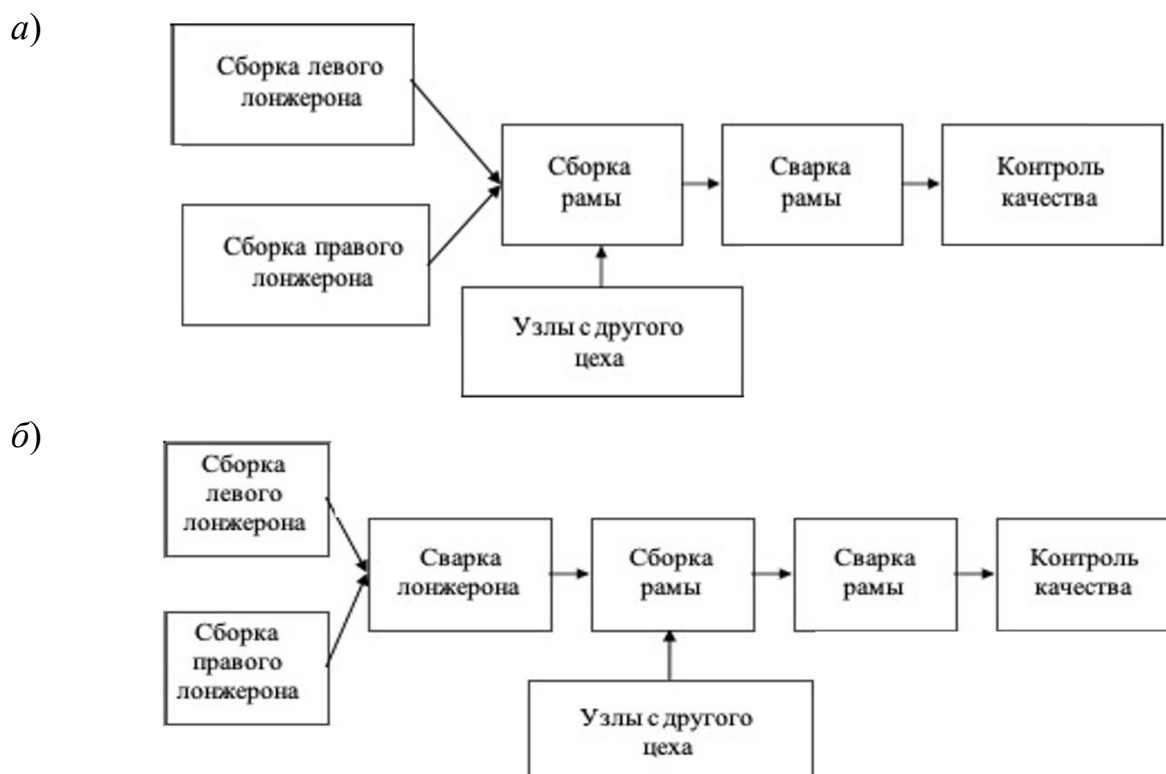 а)
Сборка левого
лонжерона
Сборка правого
лонжерона
Сборка
рамы
Сварка
рамы
Контроль
качества
Узлы с другого
цеха
б)
Сборка
левого
лонжерона
Сборка
правого
лонжерона
Сварка
лонжерона
Сборка
рамы
Сварка
рамы
Контроль
качества
Узлы с другого
цеха